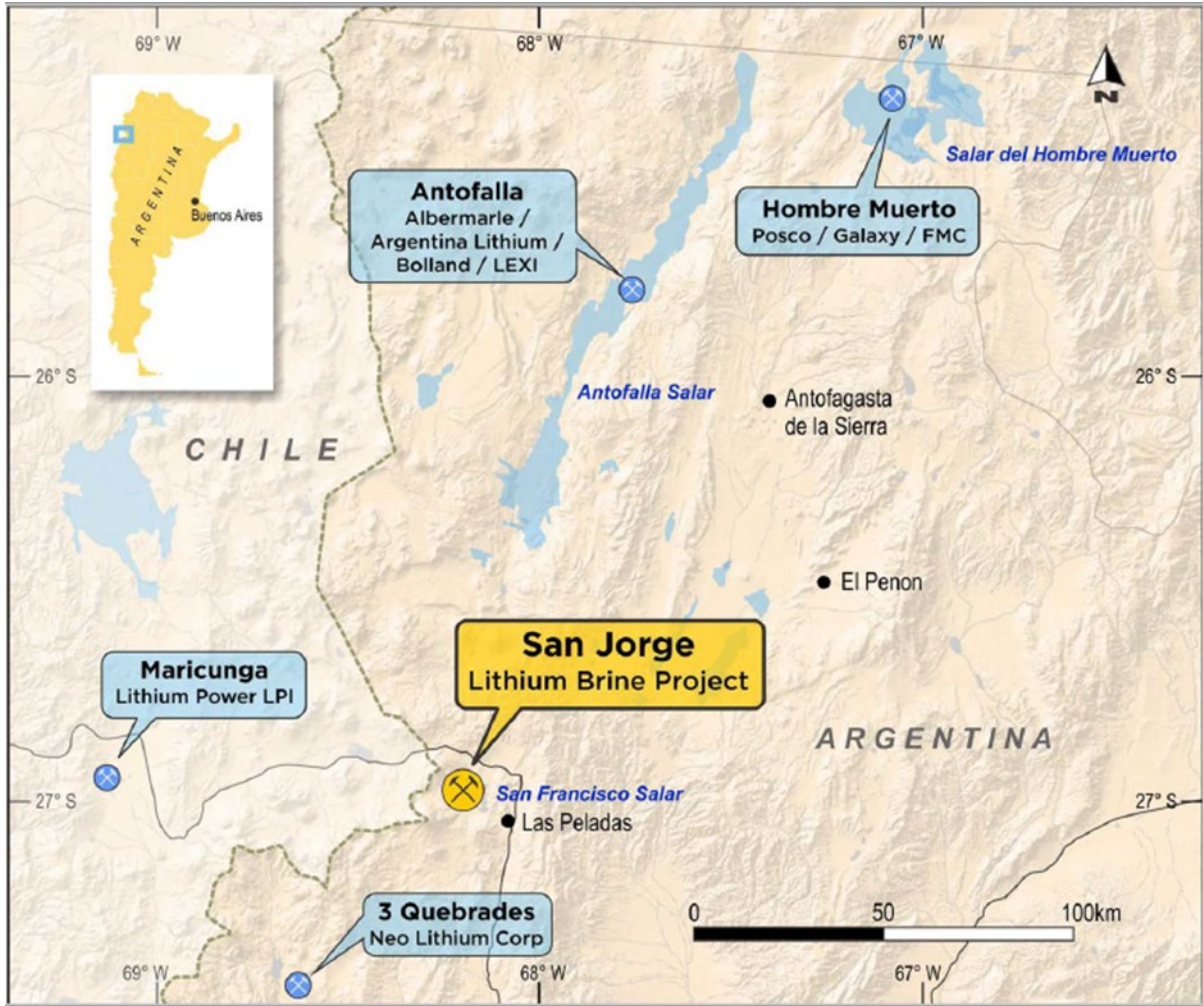 69° W
68° W
67° W
N
ARGENTINA
Buenos Aires
Salar del Hombre Muerto
Antofalla
Albermarle /
Argentina Lithium /
Bolland / LEXI
Hombre Muerto
Posco / Galaxy / FMC
26° S
26° S
Antofalla Salar
Antofagasta
de la Sierra
CHILE
El Penon
San Jorge
Lithium Brine Project
Maricunga
Lithium Power LPI
ARGENTINA
27° S
San Francisco Salar
27° S
Las Peladas
3 Quebrades
Neo Lithium Corp
0
50
100km
69° W
68° W
67° W